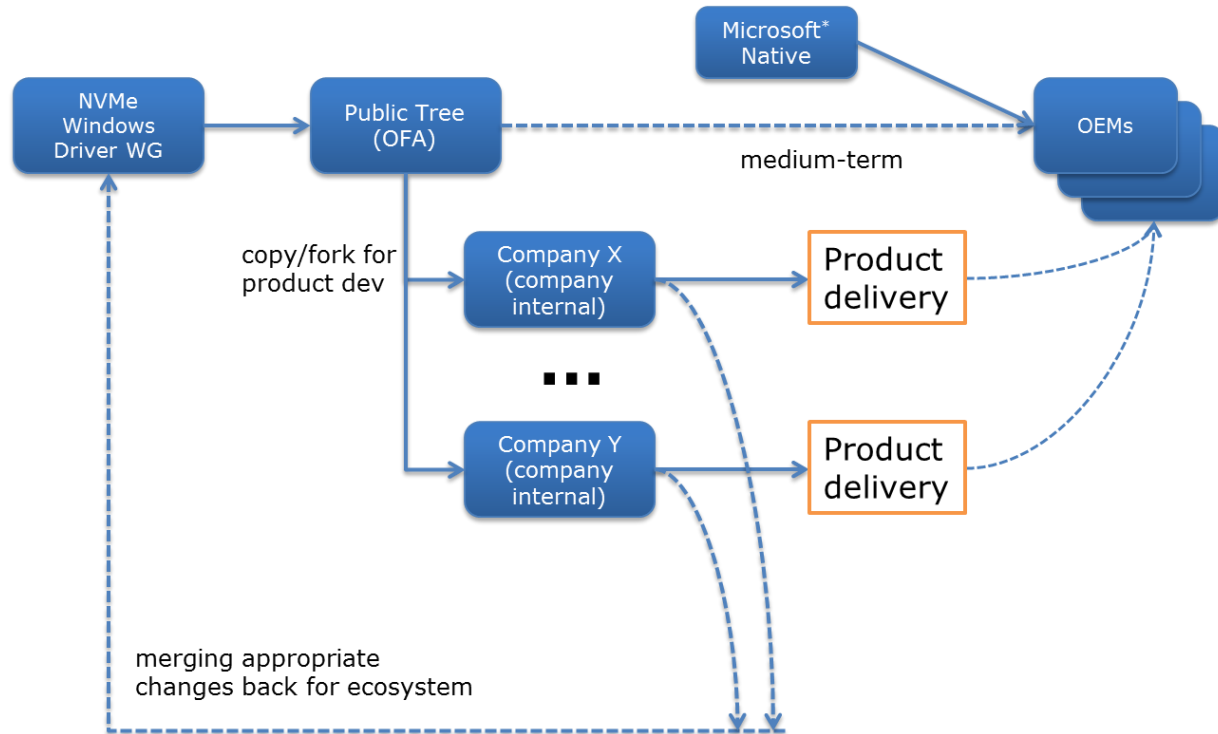 Microsoft*
Native
NVMe
Windows
Driver WG
Public Tree
(OFA)
OEMs
medium-term
copy/fork for
product dev
Company X
(company
internal)
Product
delivery
...
Company Y
(company
internal)
Product
delivery
merging appropriate
changes back for ecosystem